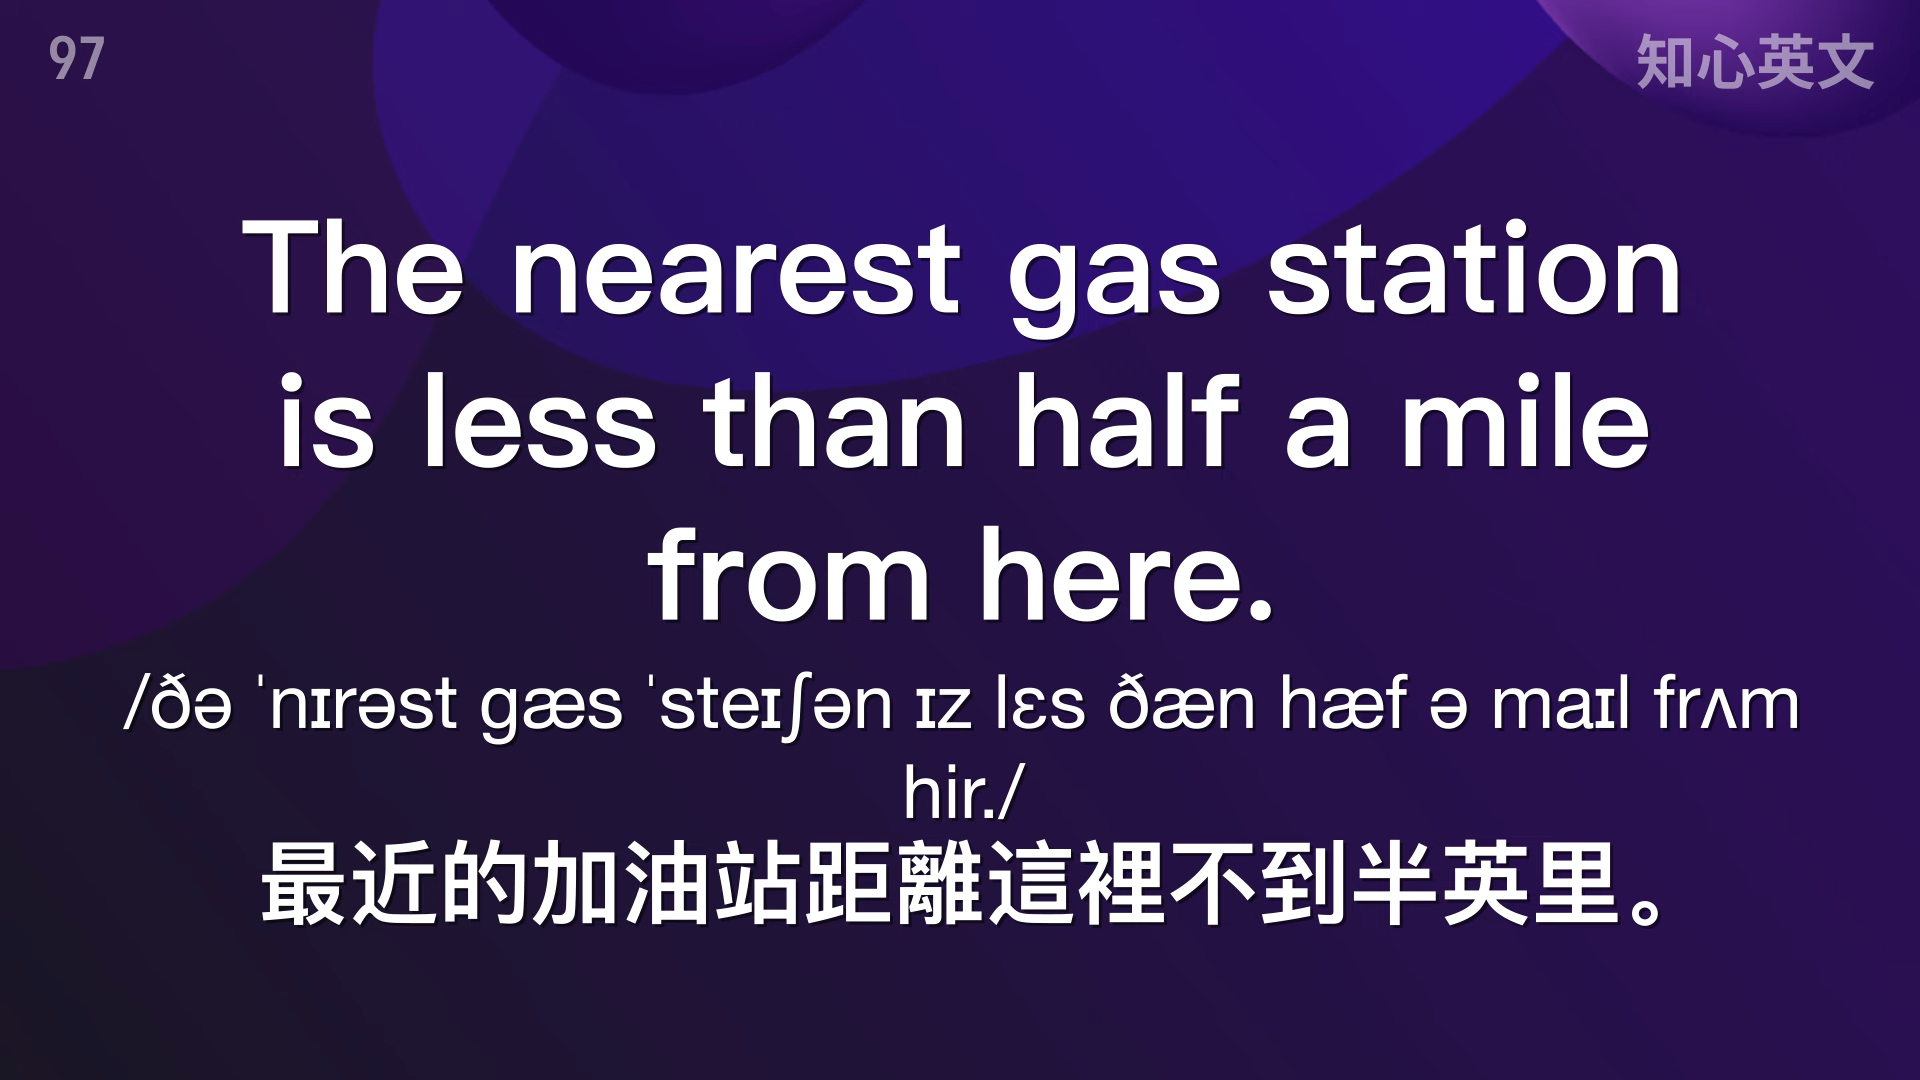 97
知心英文
The nearest gas station
is less than half a mile
from here.
/ðə ˈnɪrəst gæs ˈsteɪʃən ɪz lɛs ðæn hæf ə maɪl frʌm
hir./
最近的加油站距離這裡不到半英里。